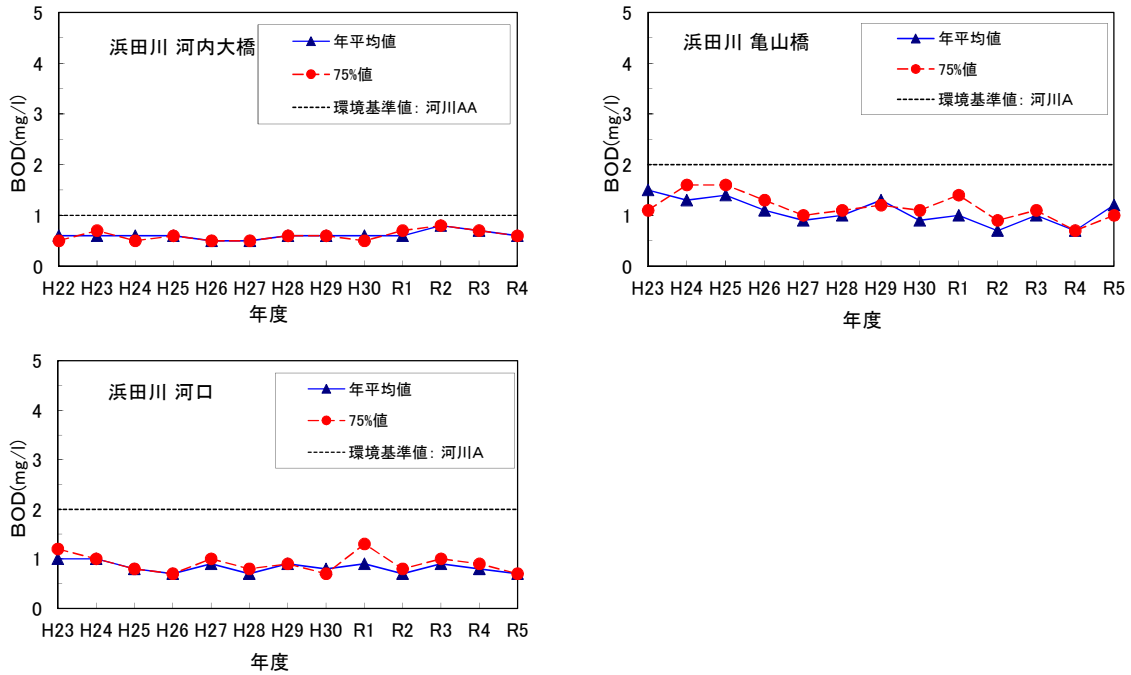 浜田川 河内大橋
年平均値
75%値
環境基準値: 河川AA
BOD(mg/l)
5
4
3
2
1
0
H22 H23 H24 H25 H26 H27 H28 H29 H30 R1 R2 R3 R4
年度
浜田川 亀山橋
年平均値
75%値
環境基準値: 河川A
BOD(mg/l)
5
4
3
2
1
0
H23 H24 H25 H26 H27 H28 H29 H30 R1 R2 R3 R4 R5
年度
浜田川 河口
年平均値
75%値
環境基準値: 河川A
BOD(mg/l)
5
4
3
2
1
0
H23 H24 H25 H26 H27 H28 H29 H30 R1 R2 R3 R4 R5
年度